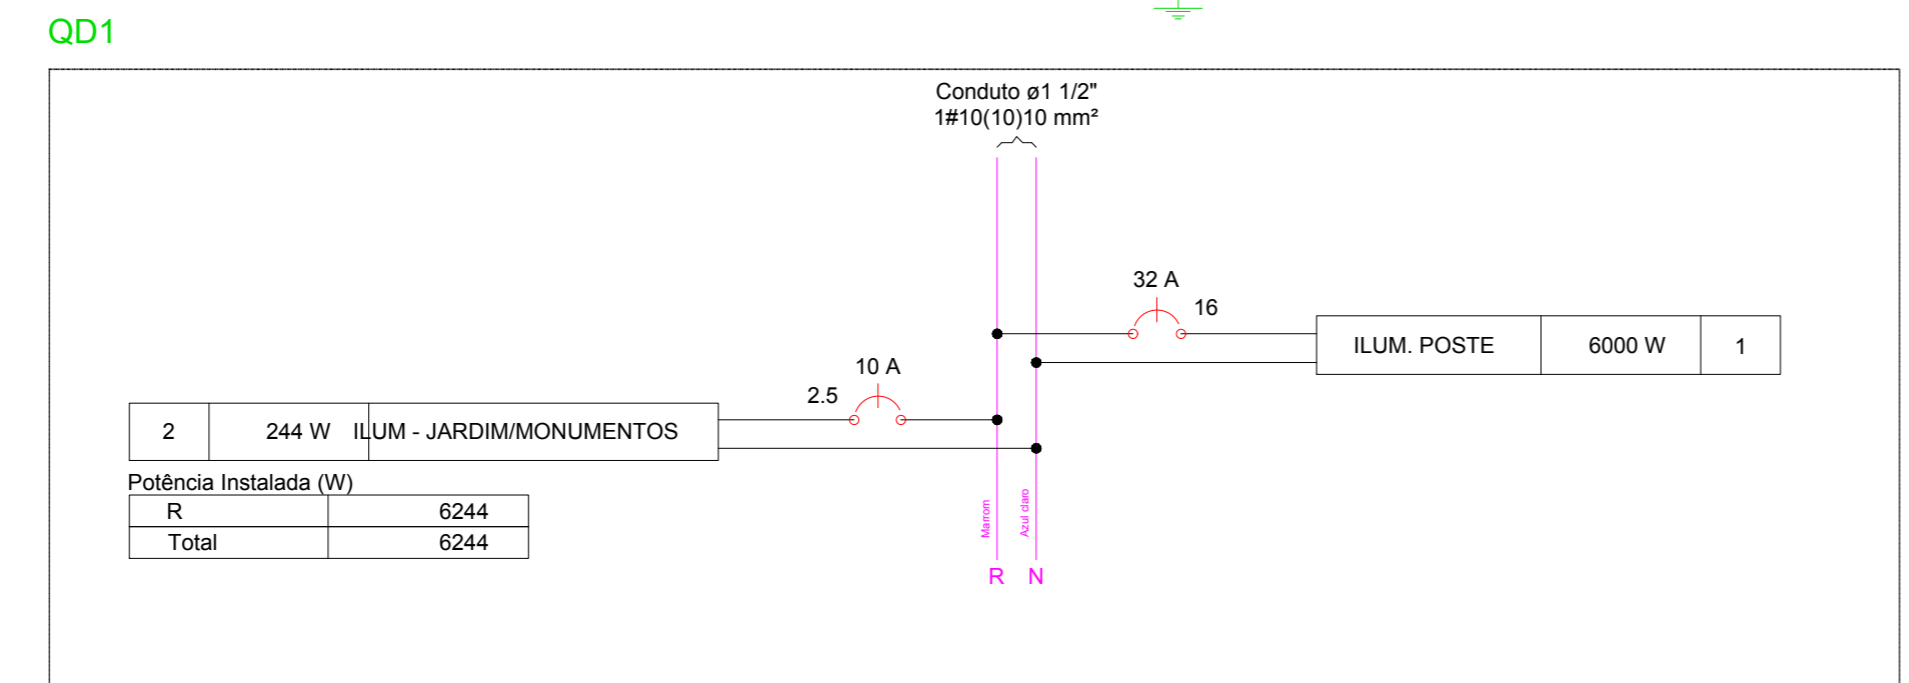 QD1
Conduto ø1 1/2"
1#10(10)10 mm²
32 A
16
ILUM. POSTE 6000 W 1
10 A
2.5
2 244 W ILUM - JARDIM/MONUMENTOS
Potência Instalada (W)
R 6244
Total 6244
Marrom
Azul claro
R N